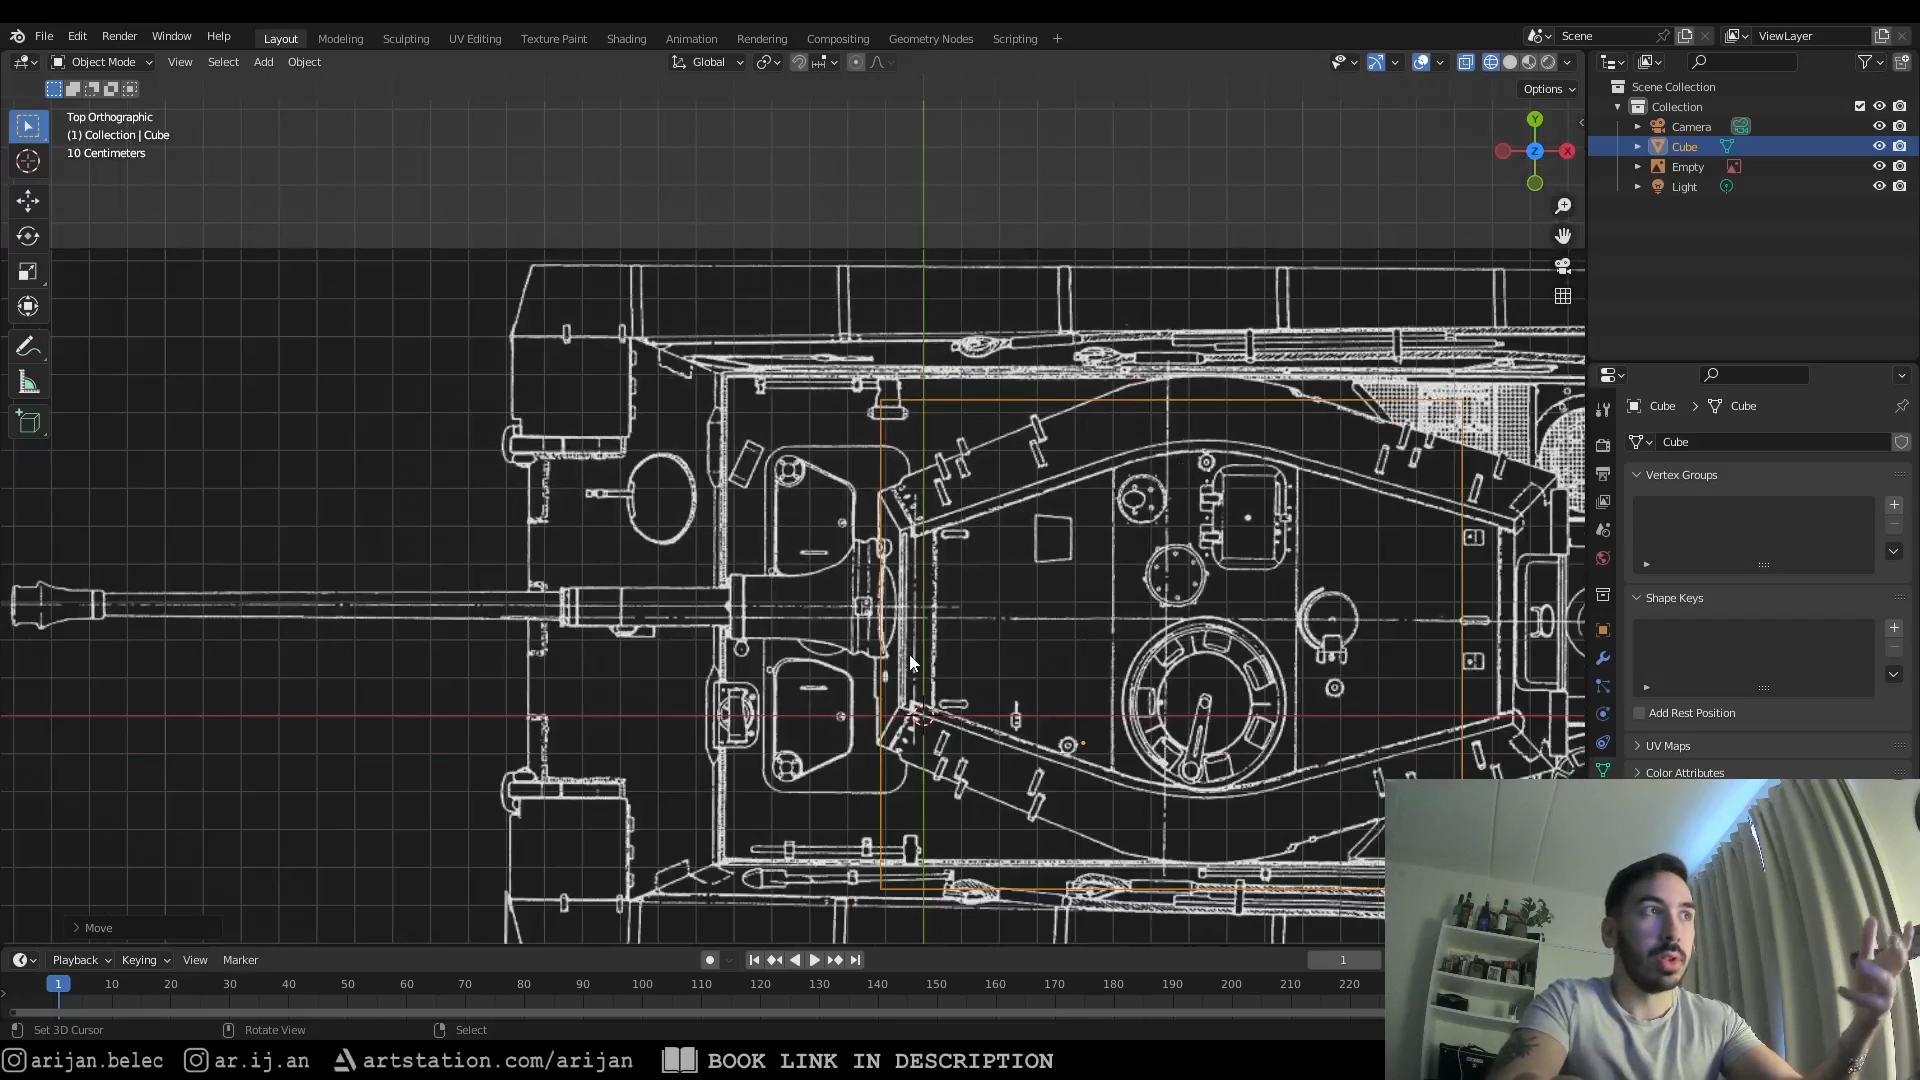 File Edit Render Window Help Layout Modeling Sculpting UV Editing Texture Paint Shading Animation Rendering Compositing Geometry Nodes Scripting +
Scene ViewLayer
Object Mode View Select Add Object Global
Options
Top Orthographic
(1) Collection | Cube
10 Centimeters
Y
Z X
Scene Collection
Collection
Camera
Cube
Empty
Light
Cube > Cube
Cube
Vertex Groups
Shape Keys
Add Rest Position
UV Maps
Color Attributes
> Move
Playback Keying View Marker 1
1 10 20 30 40 50 60 70 80 90 100 110 120 130 140 150 160 170 180 190 200 210 220
Set 3D Cursor Rotate View Select
arijan.belec ar.ij.an artstation.com/arijan BOOK LINK IN DESCRIPTION